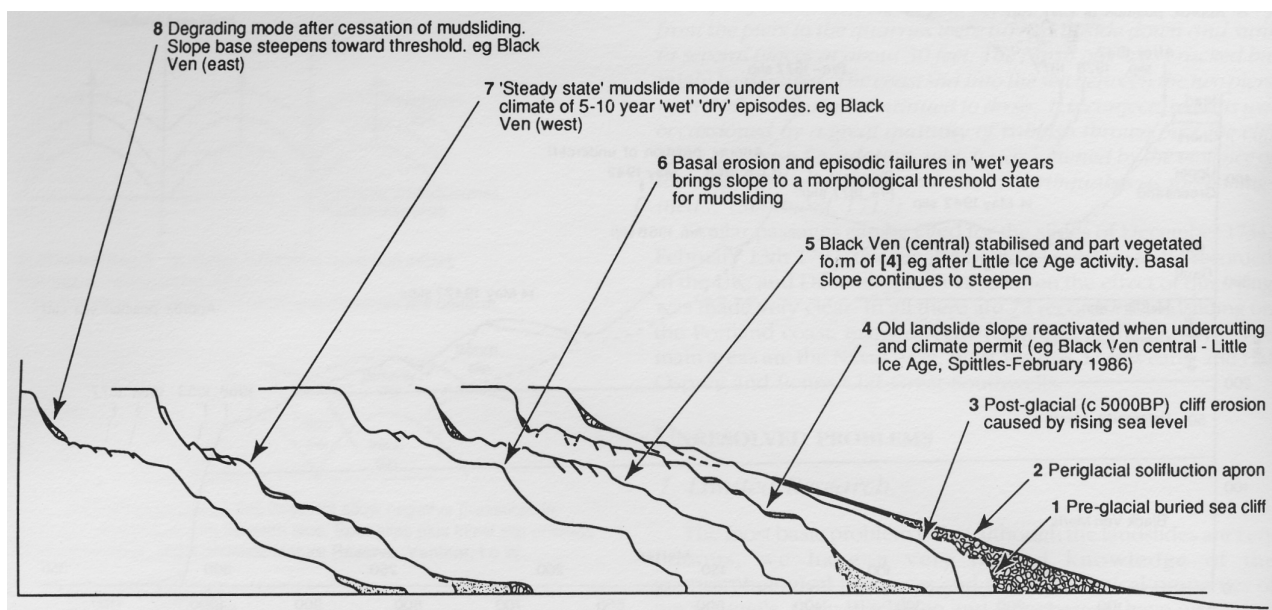 8 Degrading mode after cessation of mudsliding.
Slope base steepens toward threshold. eg Black
Ven (east)
7 'Steady state' mudslide mode under current
climate of 5-10 year 'wet' 'dry' episodes. eg Black
Ven (west)
6 Basal erosion and episodic failures in 'wet' years
brings slope to a morphological threshold state
for mudsliding
5 Black Ven (central) stabilised and part vegetated
form of [4] eg after Little Ice Age activity. Basal
slope continues to steepen
4 Old landslide slope reactivated when undercutting
and climate permit (eg Black Ven central - Little
Ice Age, Spittles-February 1986)
3 Post-glacial (c 5000BP) cliff erosion
caused by rising sea level
2 Periglacial solifluction apron
1 Pre-glacial buried sea cliff